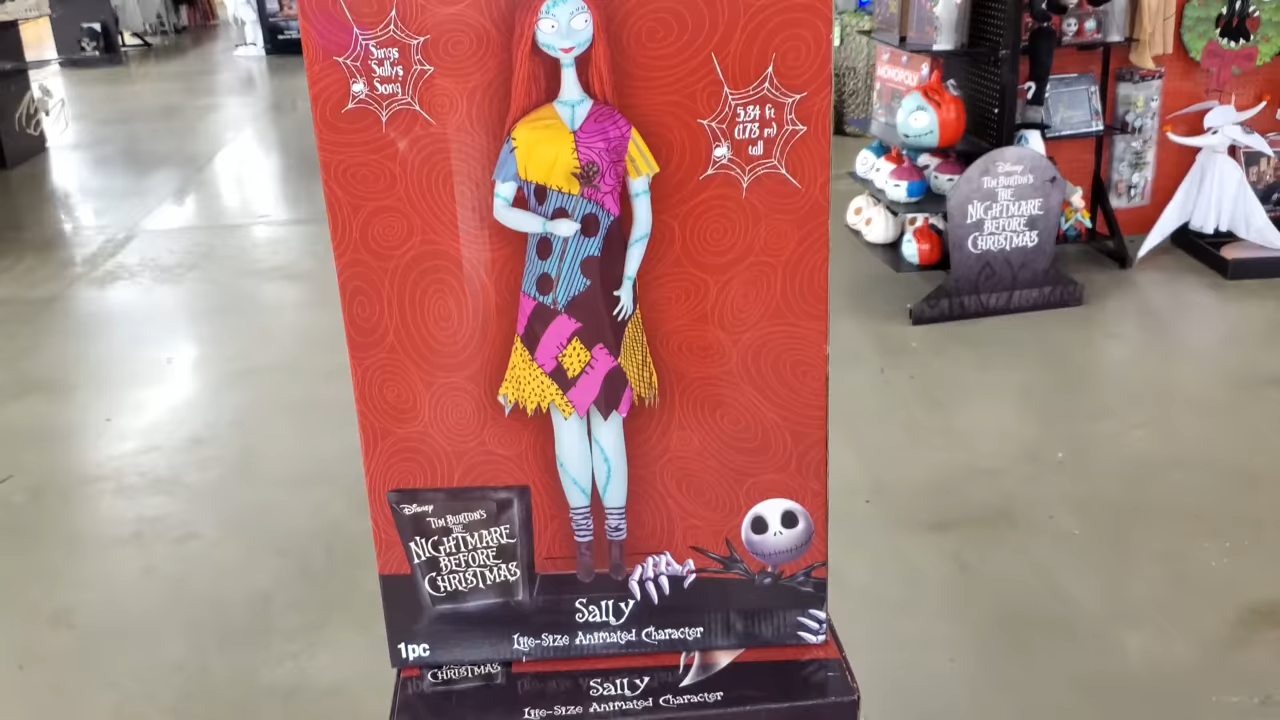 Sings
'Sally's
Song'
5.84 ft
(1.78 m)
tall
MONOPOLY
Disney
TIM BURTON'S
THE
NIGHTMARE
BEFORE
CHRISTMAS
Disney
TIM BURTON'S
THE
NIGHTMARE
BEFORE
CHRISTMAS
Sally
Life-Size Animated Character
1pc
CHRISTMAS
Sally
Life-Size Animated Character